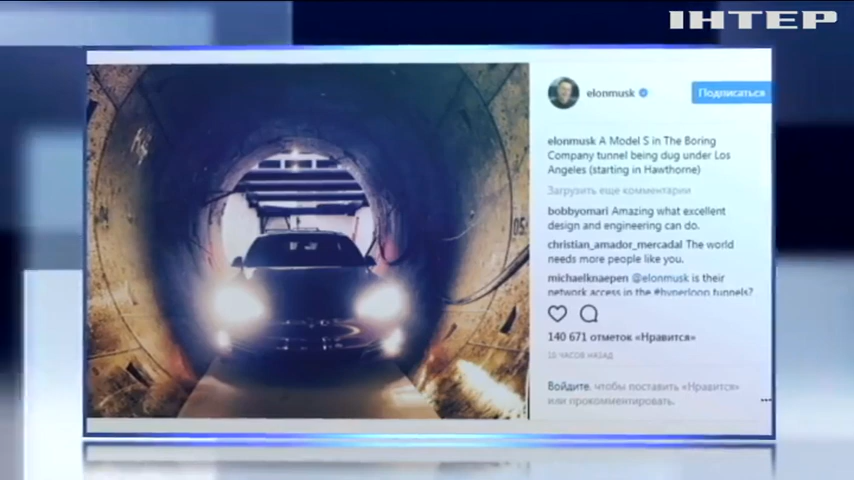 ІНТЕР
elonmusk
Подписаться
elonmusk A Model S in The Boring
Company tunnel being dug under Los
Angeles (starting in Hawthorne)
Загрузить еще комментарии
bobbyomari Amazing what excellent
design and engineering can do.
christian_amador_mercadal The world
needs more people like you.
michaelknaepen @elonmusk is their
network access in the #hyperloop tunnels?
140 671 отметок «Нравится»
ЧАСОВ НАЗАД
Войдите, чтобы поставить «Нравится»
или прокомментировать.